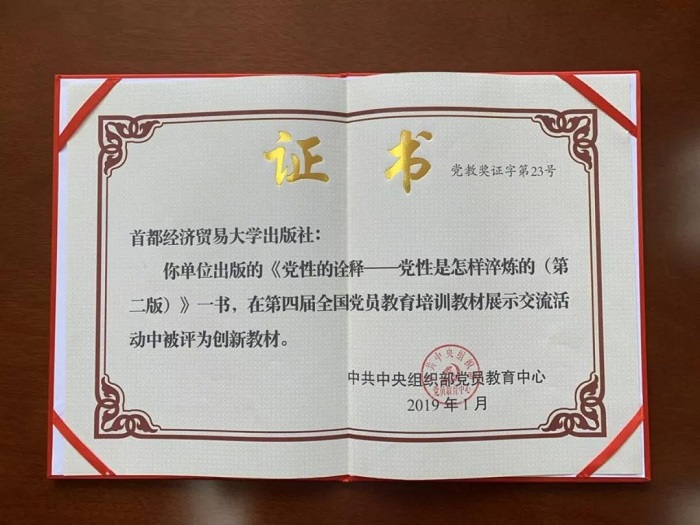 证书
党教奖证字第23号
首都经济贸易大学出版社：
你单位出版的《党性的诠释——党性是怎样淬炼的（第
二版）》一书，在第四届全国党员教育培训教材展示交流活
动中被评为创新教材。
中共中央组织部党员教育中心
2019年1月